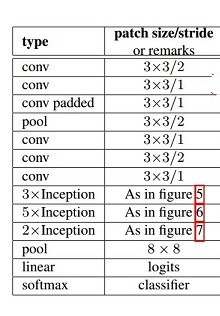 type patch size/stride or remarks
conv 3×3/2
conv 3×3/1
conv padded 3×3/1
pool 3×3/2
conv 3×3/1
conv 3×3/2
conv 3×3/1
3×Inception As in figure 5
5×Inception As in figure 6
2×Inception As in figure 7
pool 8 × 8
linear logits
softmax classifier